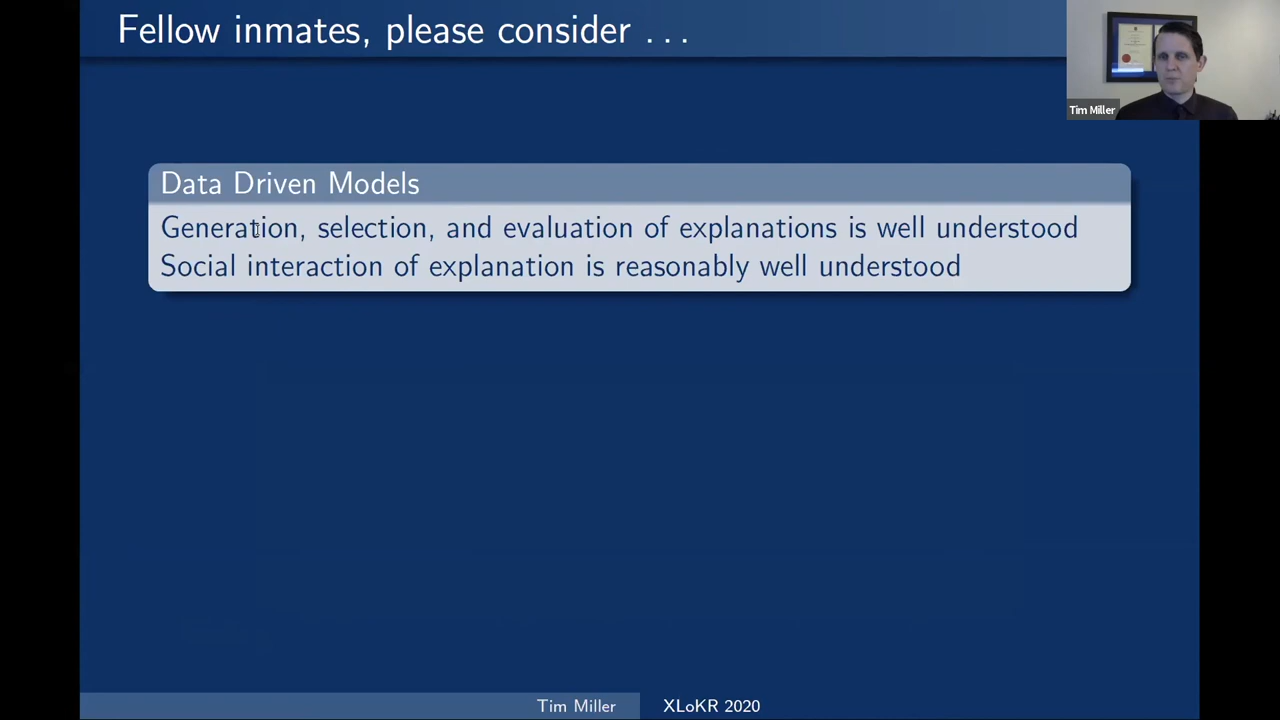 Fellow inmates, please consider ...
Tim Miller
Data Driven Models
Generation, selection, and evaluation of explanations is well understood
Social interaction of explanation is reasonably well understood
Tim Miller XLoKR 2020